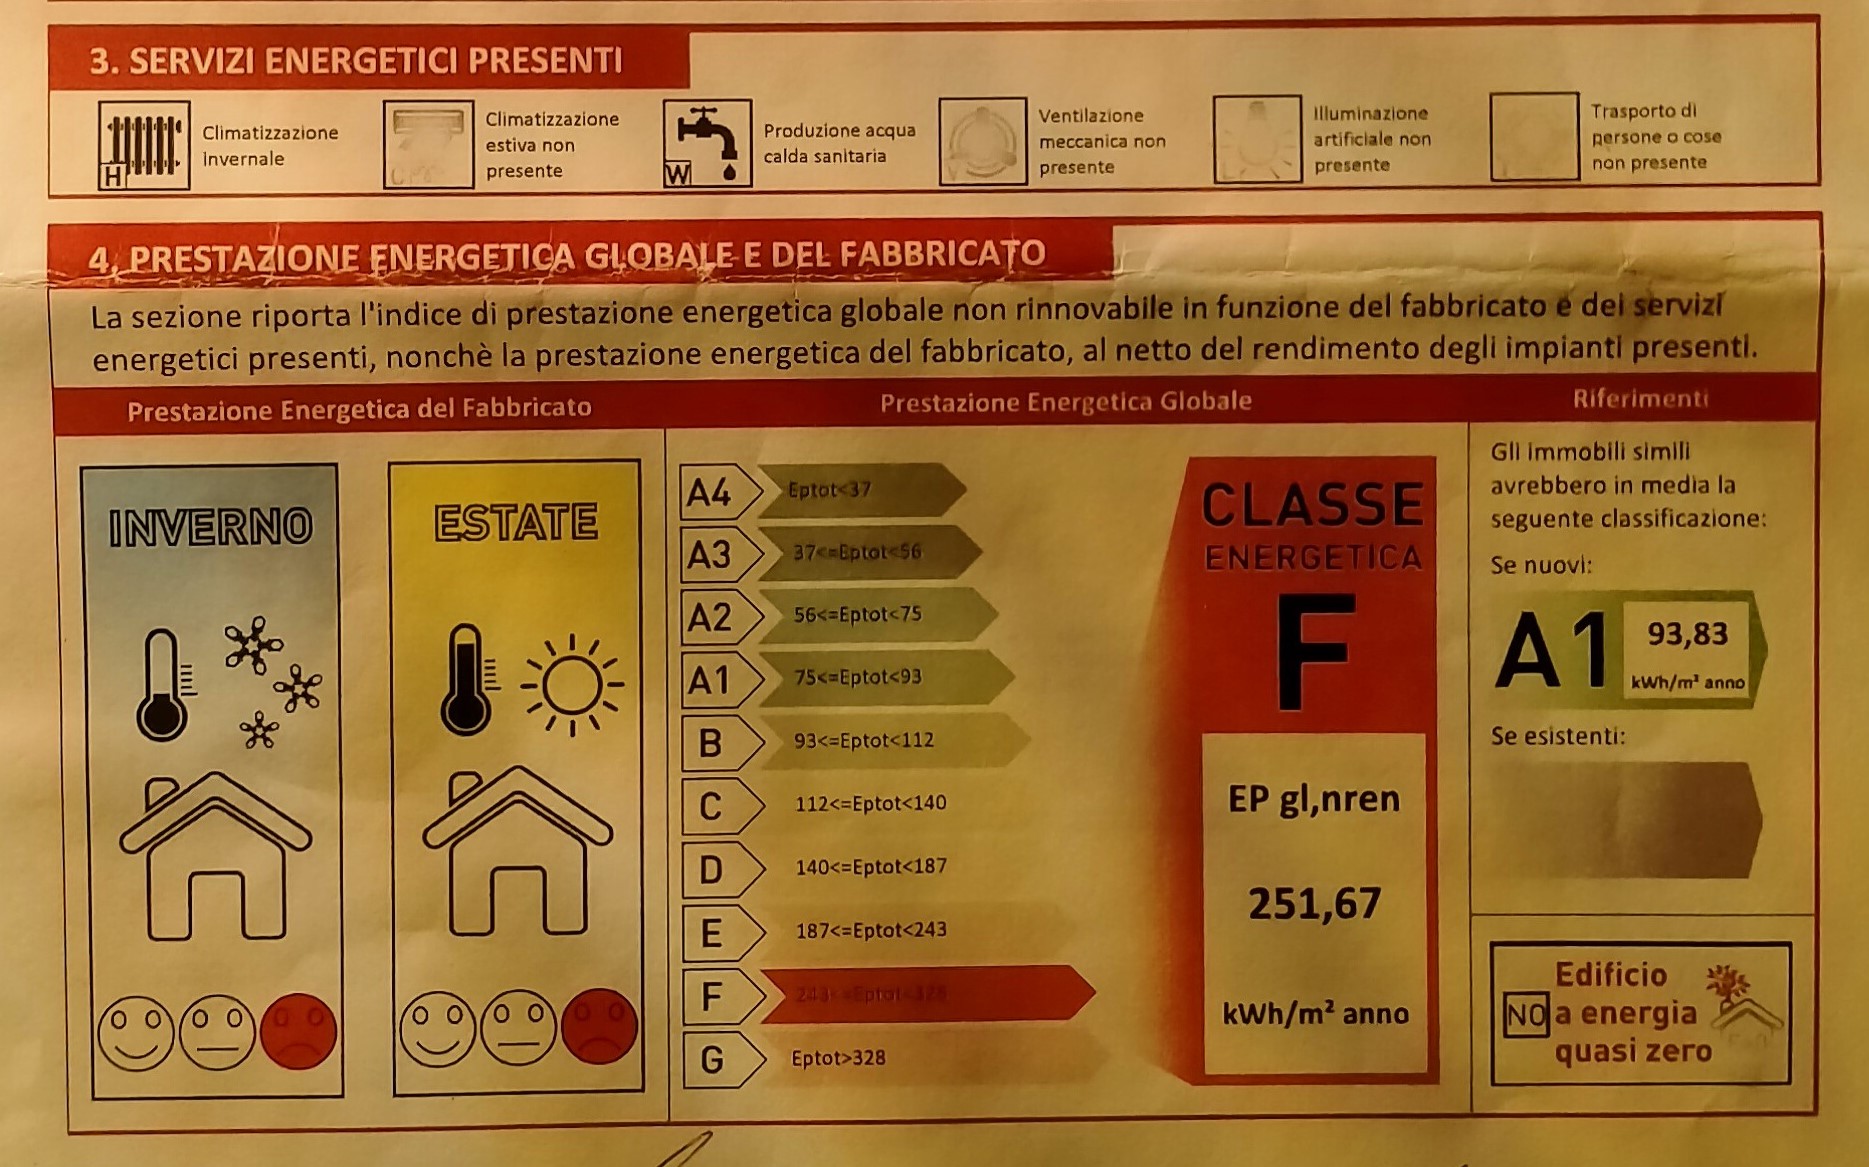 3. SERVIZI ENERGETICI PRESENTI
H
Climatizzazione
invernale
Climatizzazione
estiva non
presente
W
Produzione acqua
calda sanitaria
Ventilazione
meccanica non
presente
Illuminazione
artificiale non
presente
Trasporto di
persone o cose
non presente
4. PRESTAZIONE ENERGETICA GLOBALE E DEL FABBRICATO
La sezione riporta l'indice di prestazione energetica globale non rinnovabile in funzione del fabbricato e dei servizi
energetici presenti, nonchè la prestazione energetica del fabbricato, al netto del rendimento degli impianti presenti.
Prestazione Energetica del Fabbricato
INVERNO
ESTATE
Prestazione Energetica Globale
A4 Eptot<37
A3 37<=Eptot<56
A2 56<=Eptot<75
A1 75<=Eptot<93
B 93<=Eptot<112
C 112<=Eptot<140
D 140<=Eptot<187
E 187<=Eptot<243
F 243<=Eptot<328
G Eptot>328
CLASSE
ENERGETICA
F
EP gl,nren
251,67
kWh/m² anno
Riferimenti
Gli immobili simili
avrebbero in media la
seguente classificazione:
Se nuovi:
A1 93,83
kWh/m² anno
Se esistenti:
Edificio
NO a energia
quasi zero